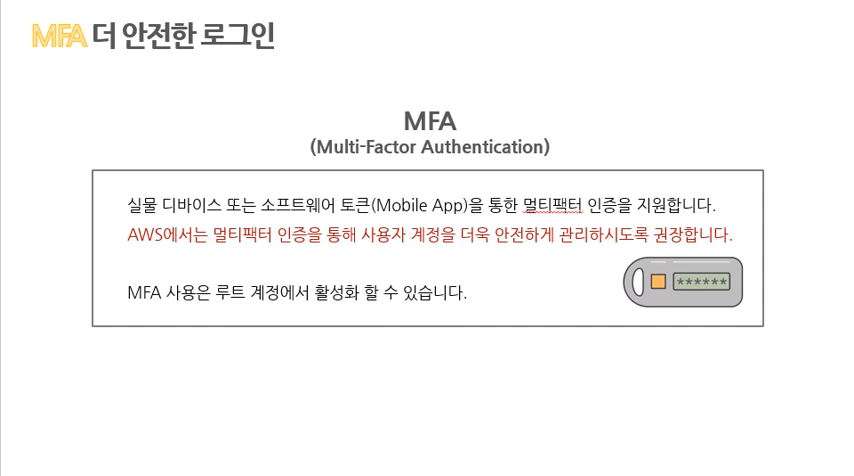 MFA 더 안전한 로그인
MFA
(Multi-Factor Authentication)
실물 디바이스 또는 소프트웨어 토큰(Mobile App)을 통한 멀티팩터 인증을 지원합니다.
AWS에서는 멀티팩터 인증을 통해 사용자 계정을 더욱 안전하게 관리하시도록 권장합니다.
MFA 사용은 루트 계정에서 활성화 할 수 있습니다.
******